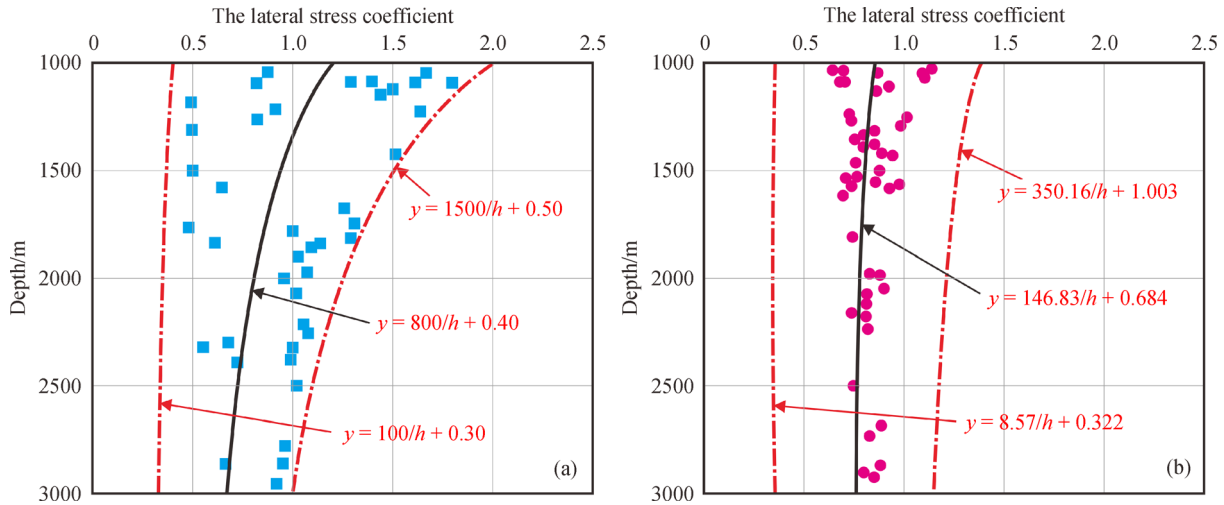 The lateral stress coefficient
0 0.5 1.0 1.5 2.0 2.5
Depth/m
1000
1500
2000
2500
3000
y = 1500/h + 0.50
y = 800/h + 0.40
y = 100/h + 0.30
(a)
The lateral stress coefficient
0 0.5 1.0 1.5 2.0 2.5
Depth/m
1000
1500
2000
2500
3000
y = 350.16/h + 1.003
y = 146.83/h + 0.684
y = 8.57/h + 0.322
(b)